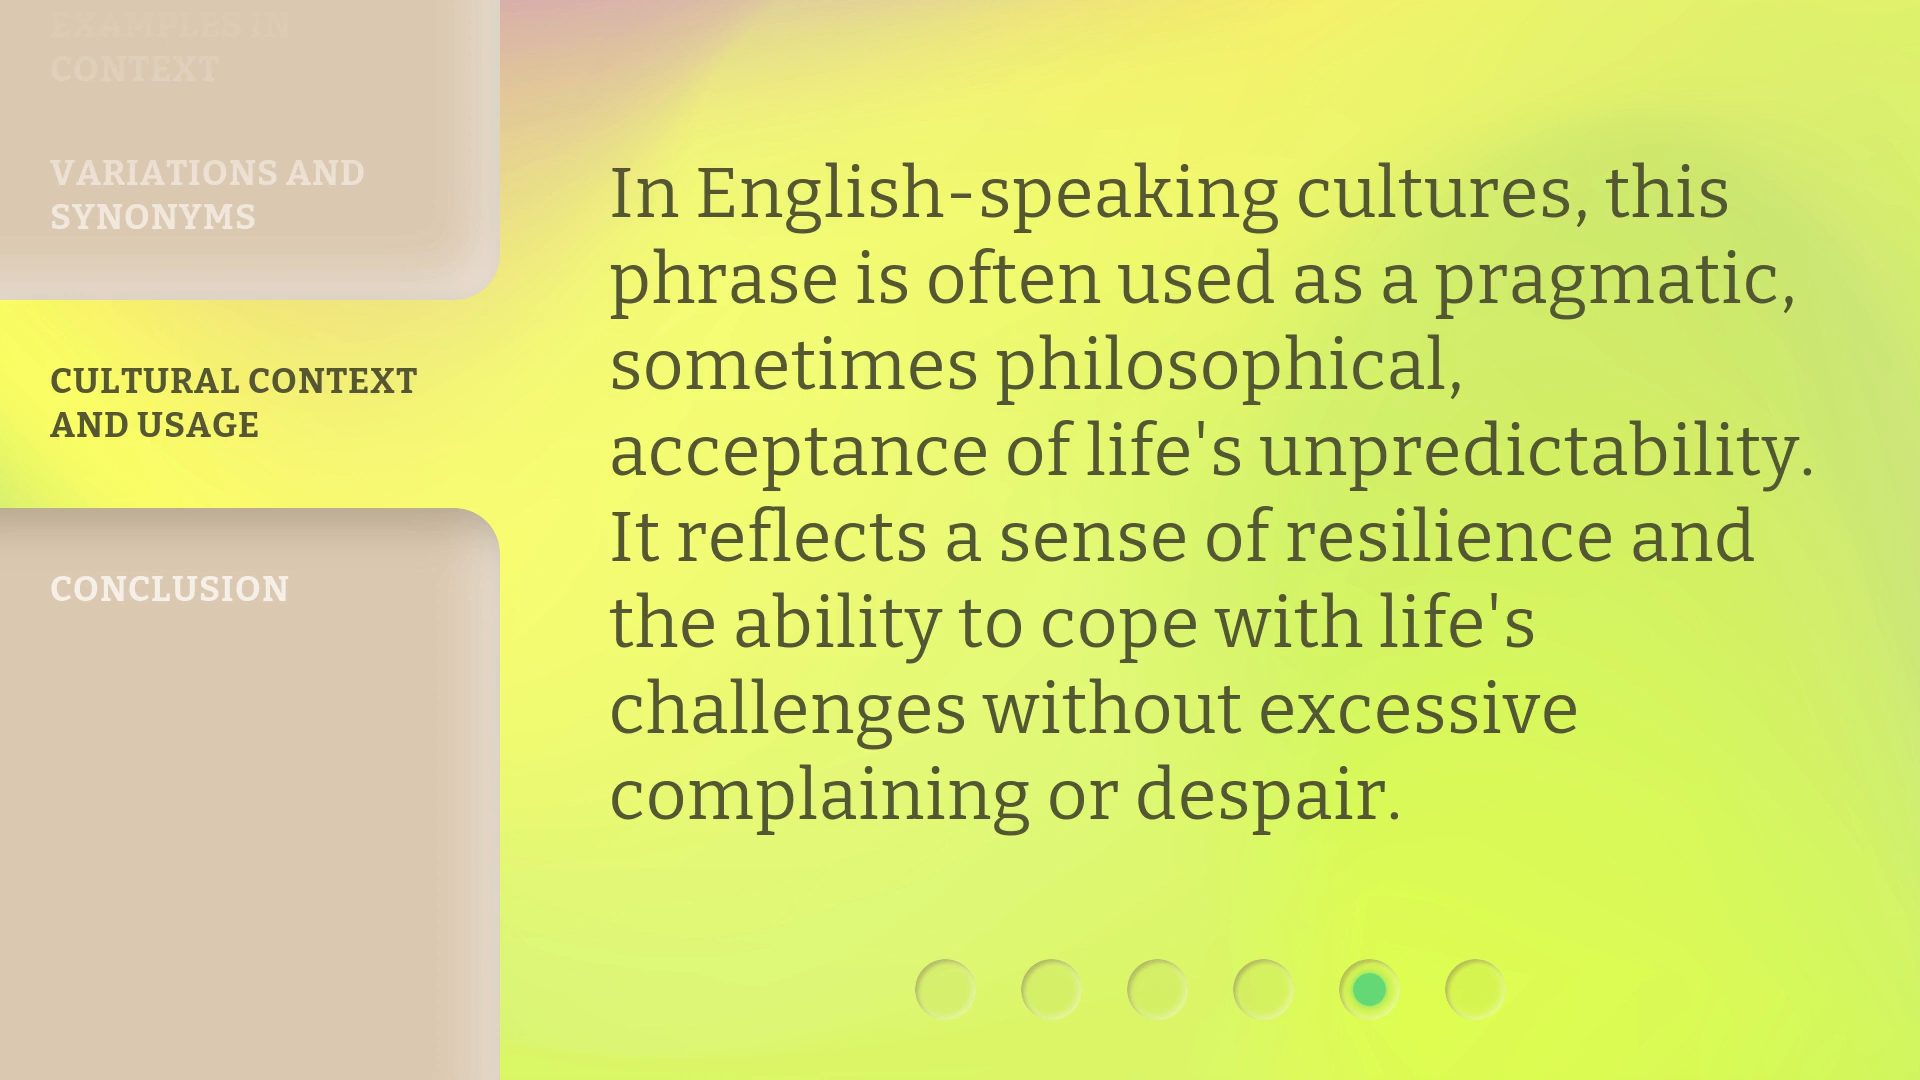 EXAMPLES IN
CONTEXT
VARIATIONS AND
SYNONYMS
CULTURAL CONTEXT
AND USAGE
CONCLUSION
In English-speaking cultures, this
phrase is often used as a pragmatic,
sometimes philosophical,
acceptance of life's unpredictability.
It reflects a sense of resilience and
the ability to cope with life's
challenges without excessive
complaining or despair.